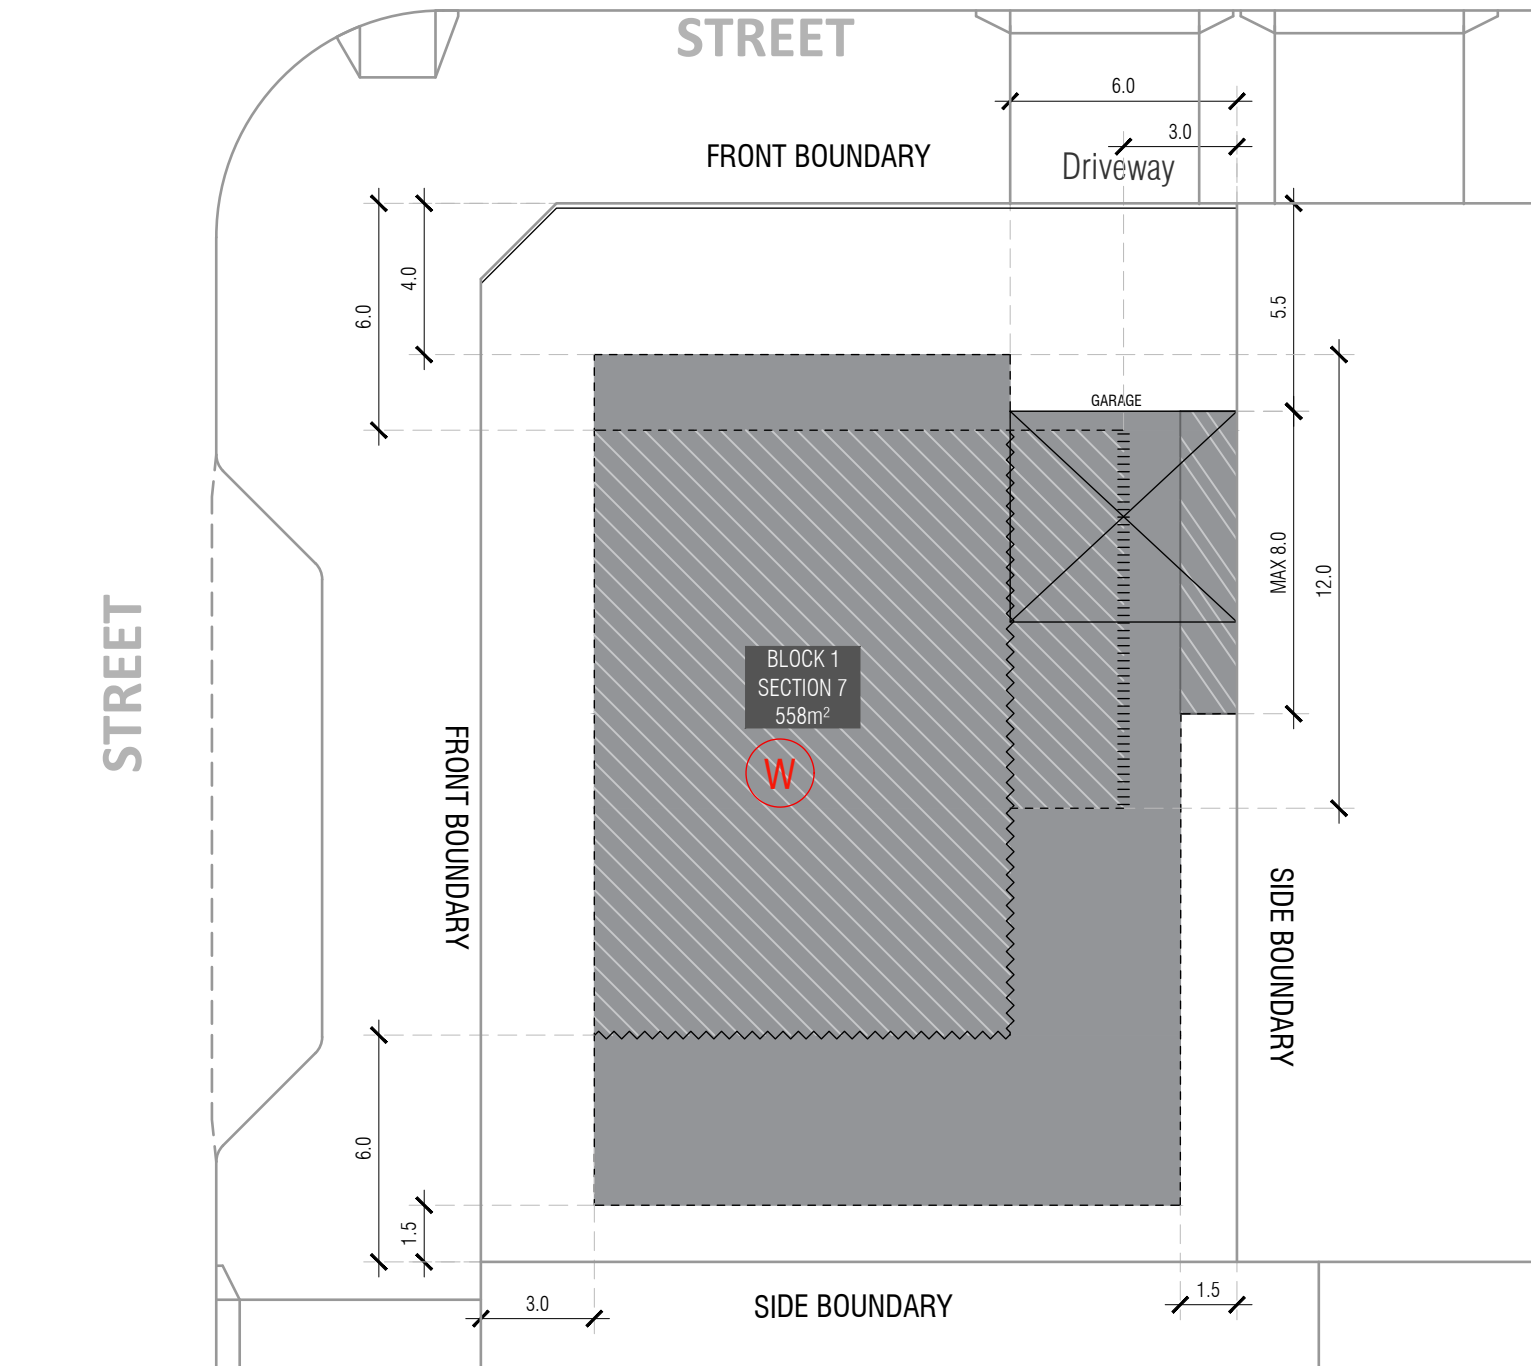 STREET
6.0
3.0
FRONT BOUNDARY
Driveway
4.0
6.0
5.5
GARAGE
MAX 8.0
12.0
STREET
BLOCK 1
SECTION 7
558m²
W
FRONT BOUNDARY
SIDE BOUNDARY
6.0
1.5
3.0
SIDE BOUNDARY
1.5